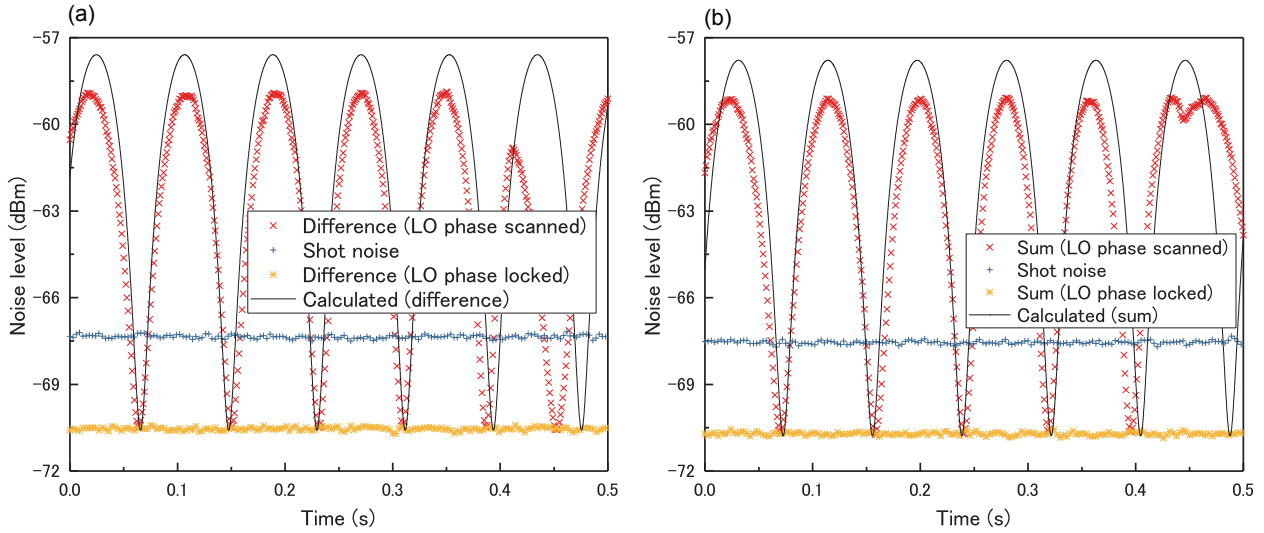 (a)
−57
−60
−63
−66
−69
−72
Noise level (dBm)
Difference (LO phase scanned)
Shot noise
Difference (LO phase locked)
Calculated (difference)
0.0 0.1 0.2 0.3 0.4 0.5
Time (s)
(b)
−57
−60
−63
−66
−69
−72
Noise level (dBm)
Sum (LO phase scanned)
Shot noise
Sum (LO phase locked)
Calculated (sum)
0.0 0.1 0.2 0.3 0.4 0.5
Time (s)